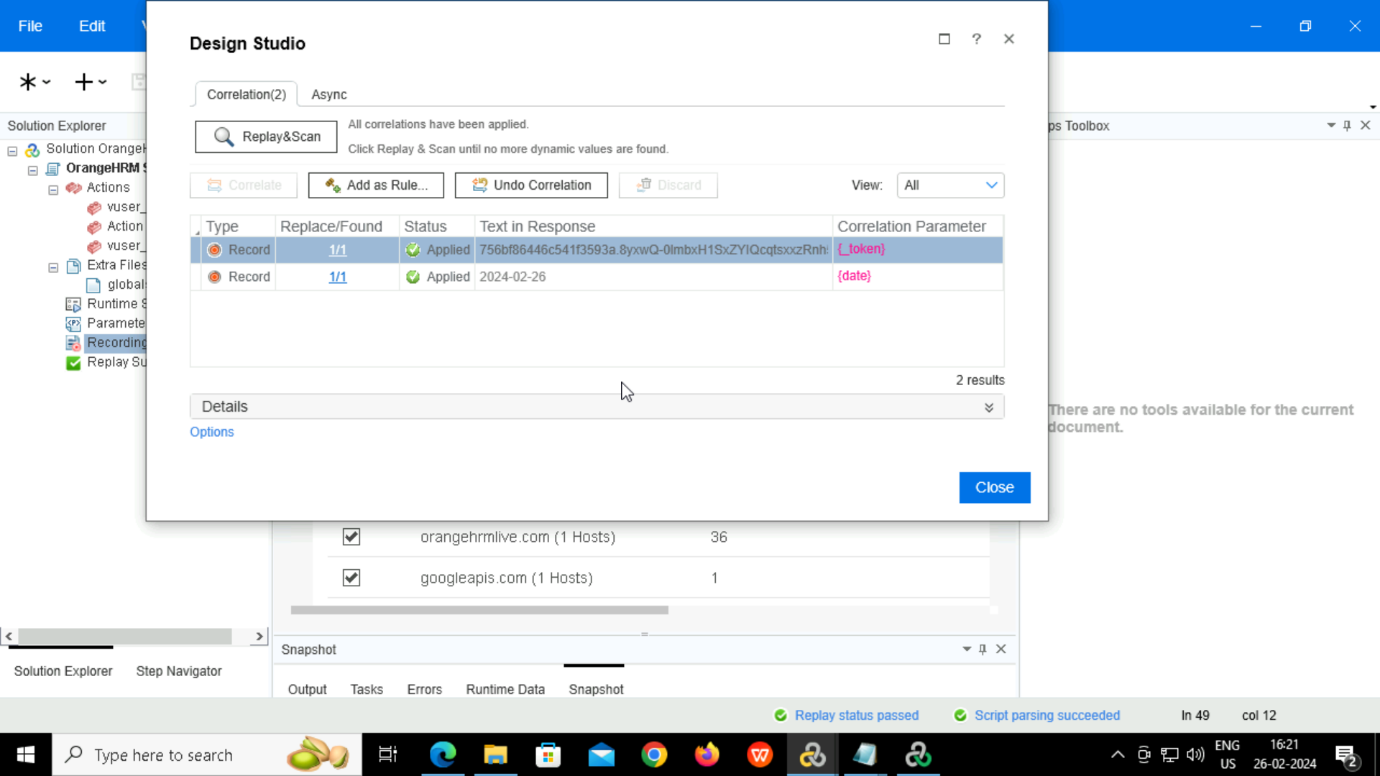 File
Edit
Design Studio
?
Correlation(2)
Async
Replay&Scan
All correlations have been applied.
Click Replay & Scan until no more dynamic values are found.
Correlate
Add as Rule...
Undo Correlation
Discard
View:
All
Type
Replace/Found
Status
Text in Response
Correlation Parameter
Record
1/1
Applied
{_token}
Record
1/1
Applied
2024-02-26
{date}
2 results
Details
Options
Close
Solution Explorer
Solution OrangeH
OrangeHRM S
Actions
vuser_
Action
vuser_
Extra Files
global
Runtime S
Paramete
Recording
Replay Su
ps Toolbox
There are no tools available for the current
document.
orangehrmlive.com (1 Hosts)
36
googleapis.com (1 Hosts)
1
Solution Explorer
Step Navigator
Snapshot
Output
Tasks
Errors
Runtime Data
Snapshot
Replay status passed
Script parsing succeeded
ln 49
col 12
Type here to search
ENG
US
16:21
26-02-2024
2